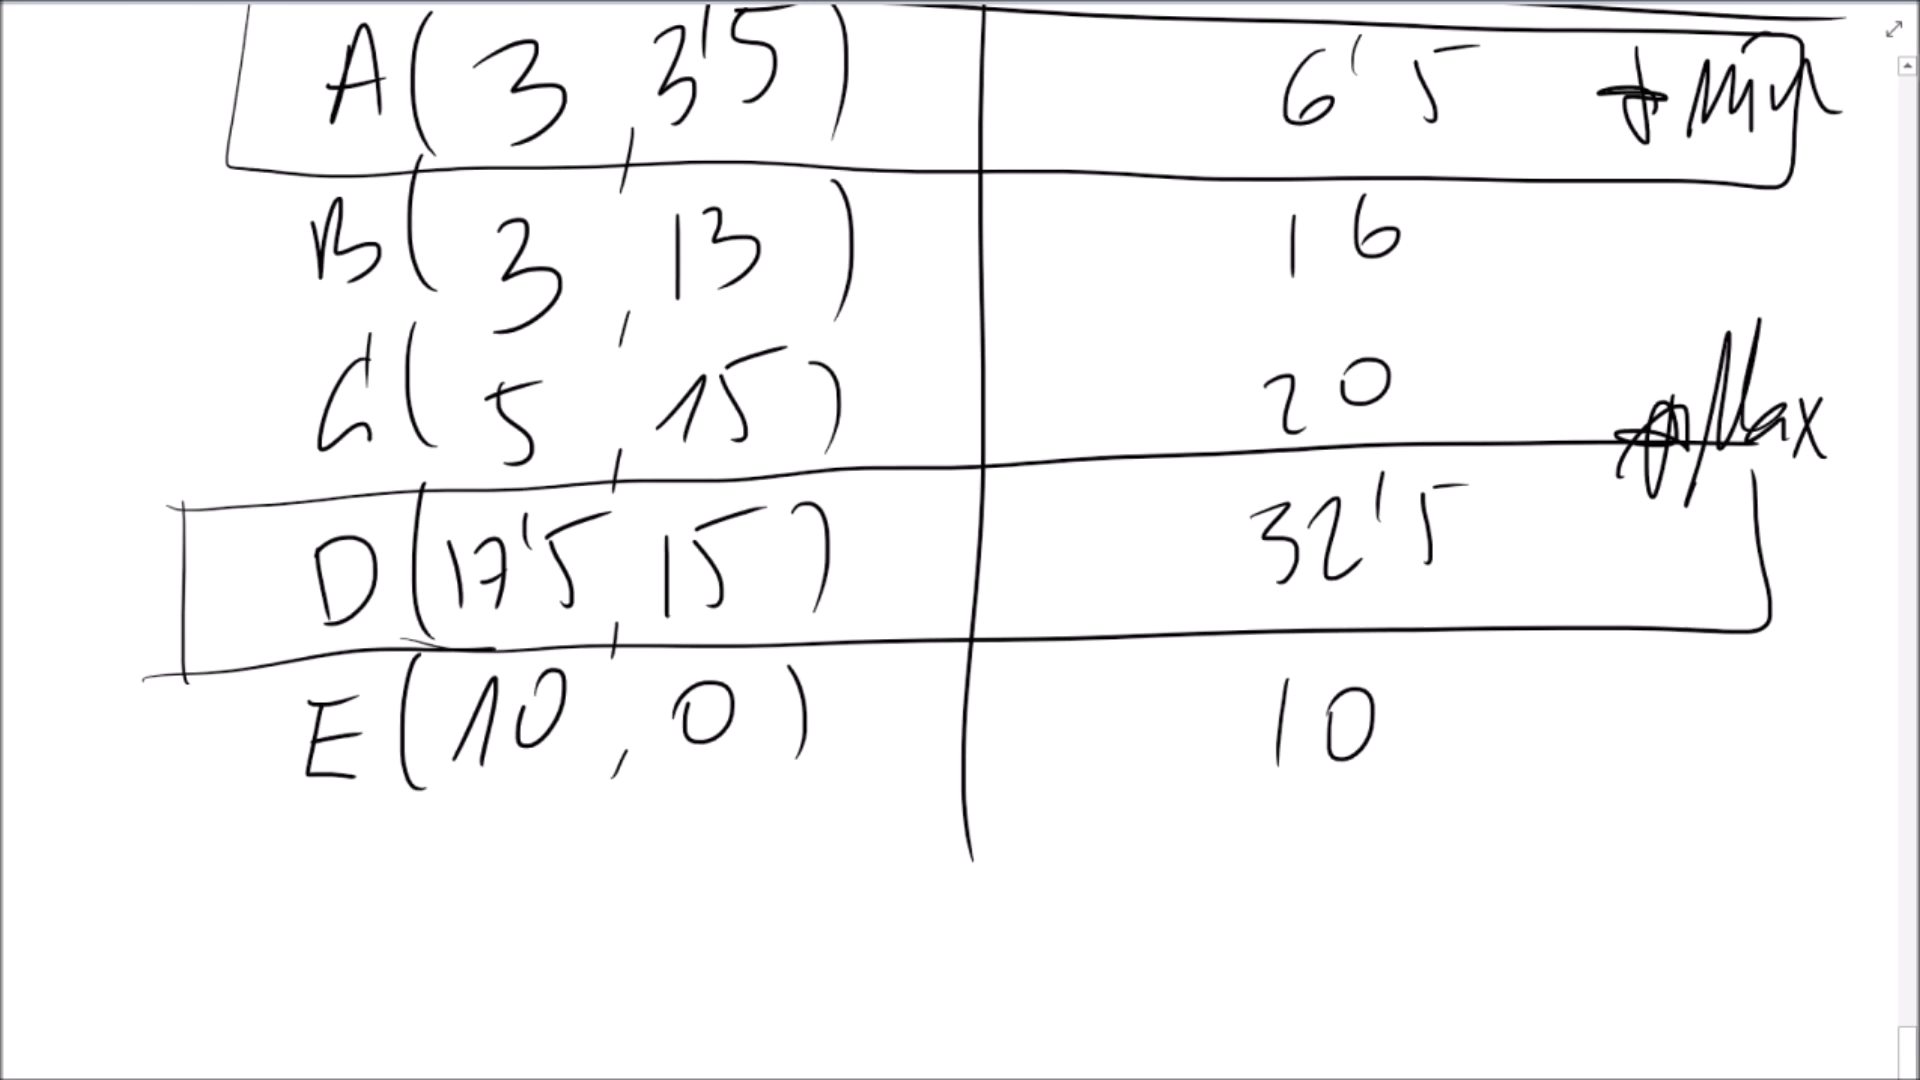 A(3, 3'5) 6'5 Min
B(3, 13) 16
C(5, 15) 20 Max
D(17'5, 15) 32'5
E(10, 0) 10